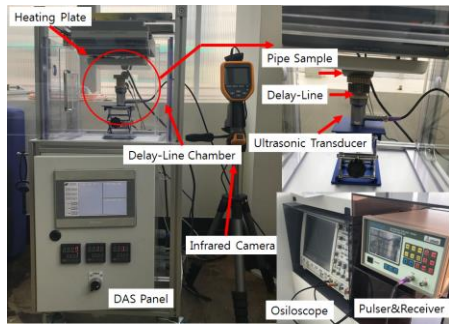 Heating Plate
Pipe Sample
Delay-Line
Ultrasonic Transducer
Delay-Line Chamber
Infrared Camera
DAS Panel
Osiloscope
Pulser&Receiver